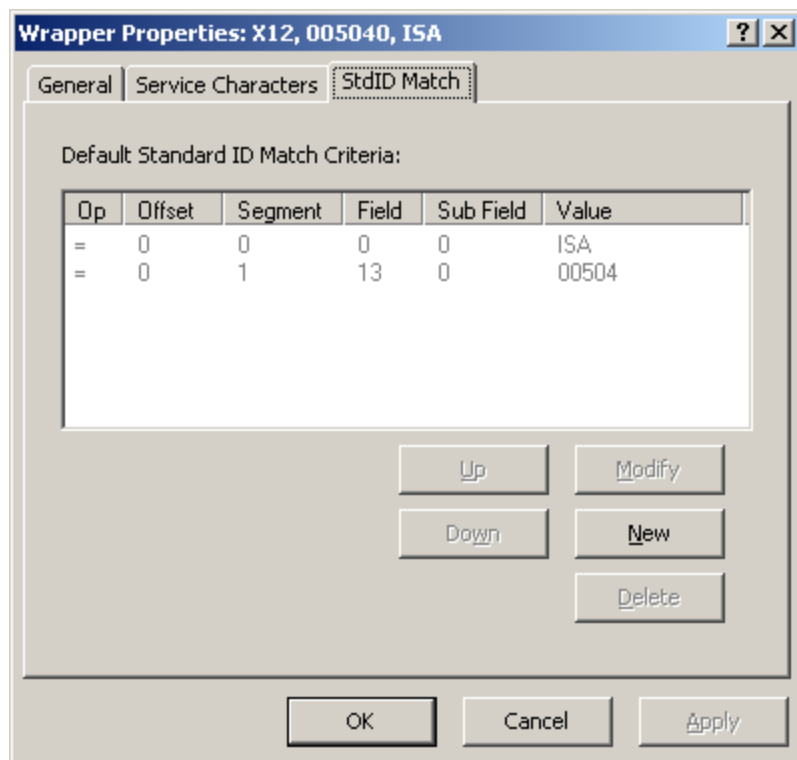 Wrapper Properties: X12, 005040, ISA ? X
General Service Characters StdID Match
Default Standard ID Match Criteria:
Op Offset Segment Field Sub Field Value
= 0 0 0 0 ISA
= 0 1 13 0 00504
Up Modify
Down New
Delete
OK Cancel Apply